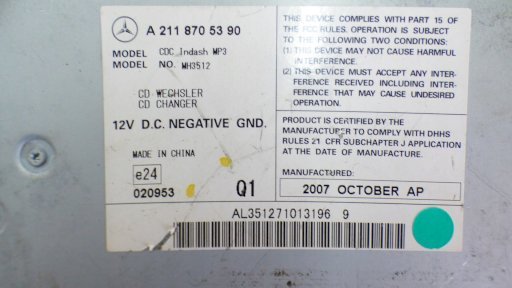 A 211 870 53 90
MODEL CDC_Indash MP3
MODEL NO. MH3512
CD-WECHSLER
CD CHANGER
12V D.C. NEGATIVE GND.
MADE IN CHINA
e24
020953
Q1
THIS DEVICE COMPLIES WITH PART 15 OF
THE FCC RULES. OPERATION IS SUBJECT
TO THE FOLLOWING TWO CONDITIONS:
(1) THIS DEVICE MAY NOT CAUSE HARMFUL
INTERFERENCE.
(2) THIS DEVICE MUST ACCEPT ANY INTER-
FERENCE RECEIVED INCLUDING INTER-
FERENCE THAT MAY CAUSE UNDESIRED
OPERATION.
PRODUCT IS CERTIFIED BY THE
MANUFACTURER TO COMPLY WITH DHHS
RULES 21 CFR SUBCHAPTER J APPLICATION
AT THE DATE OF MANUFACTURE.
MANUFACTURED:
2007 OCTOBER AP
AL351271013196 9